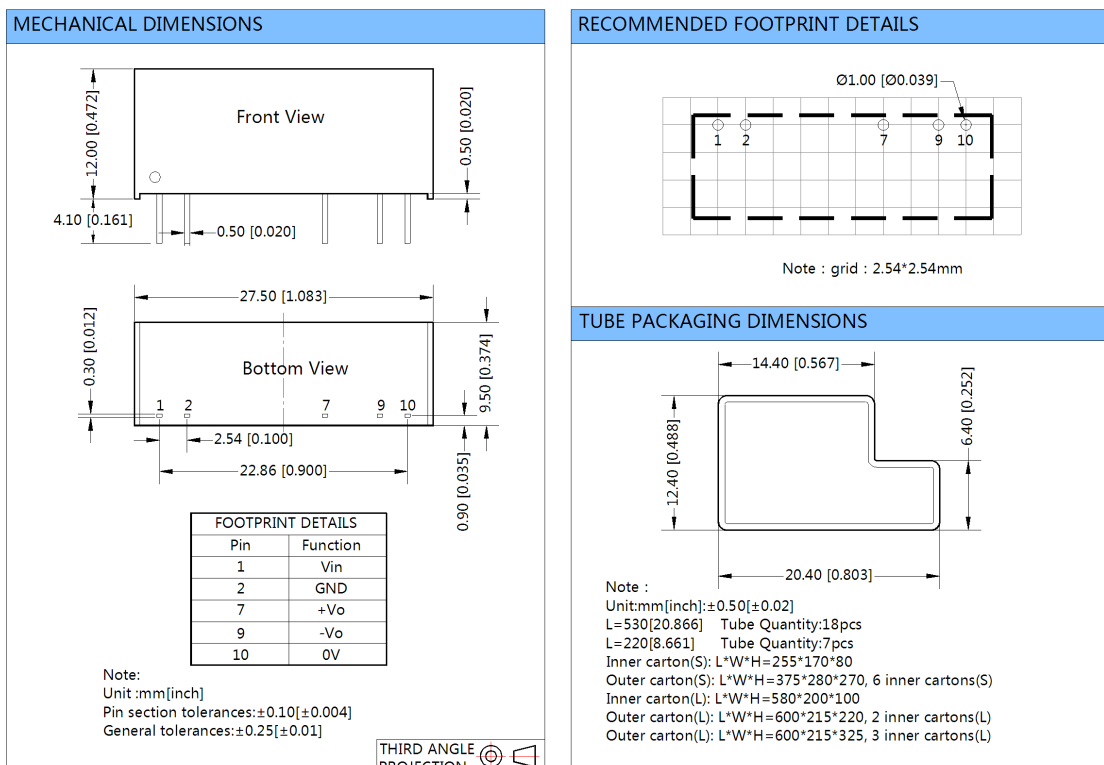 MECHANICAL DIMENSIONS
Front View
12.00 [0.472]
0.50 [0.020]
4.10 [0.161]
0.50 [0.020]
27.50 [1.083]
0.30 [0.012]
Bottom View
9.50 [0.374]
1 2 7 9 10
2.54 [0.100]
22.86 [0.900]
0.90 [0.035]
FOOTPRINT DETAILS
Pin Function
1 Vin
2 GND
7 +Vo
9 -Vo
10 0V
Note:
Unit :mm[inch]
Pin section tolerances:±0.10[±0.004]
General tolerances:±0.25[±0.01]
THIRD ANGLE
PROJECTION
RECOMMENDED FOOTPRINT DETAILS
Ø1.00 [Ø0.039]
1 2 7 9 10
Note : grid : 2.54*2.54mm
TUBE PACKAGING DIMENSIONS
14.40 [0.567]
12.40 [0.488]
6.40 [0.252]
20.40 [0.803]
Note :
Unit:mm[inch]:±0.50[±0.02]
L=530[20.866] Tube Quantity:18pcs
L=220[8.661] Tube Quantity:7pcs
Inner carton(S): L*W*H=255*170*80
Outer carton(S): L*W*H=375*280*270, 6 inner cartons(S)
Inner carton(L): L*W*H=580*200*100
Outer carton(L): L*W*H=600*215*220, 2 inner cartons(L)
Outer carton(L): L*W*H=600*215*325, 3 inner cartons(L)